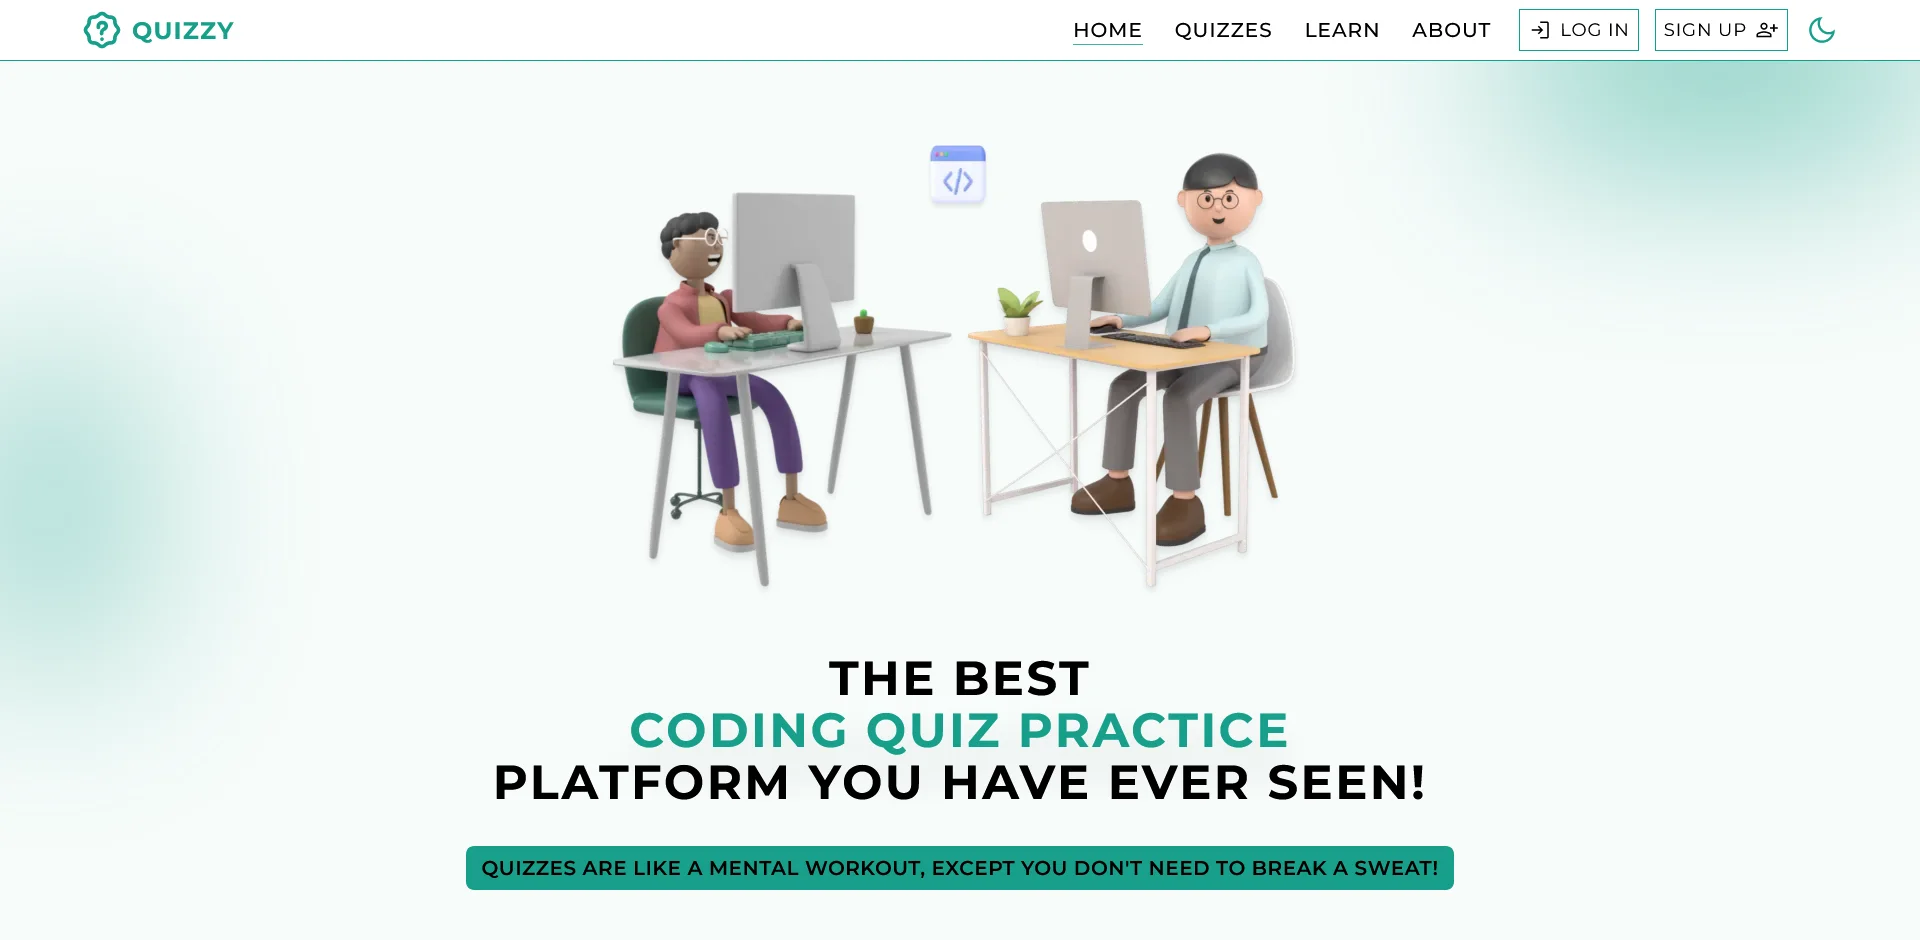 QUIZZY
HOME QUIZZES LEARN ABOUT LOG IN SIGN UP
</>
THE BEST
CODING QUIZ PRACTICE
PLATFORM YOU HAVE EVER SEEN!
QUIZZES ARE LIKE A MENTAL WORKOUT, EXCEPT YOU DON'T NEED TO BREAK A SWEAT!